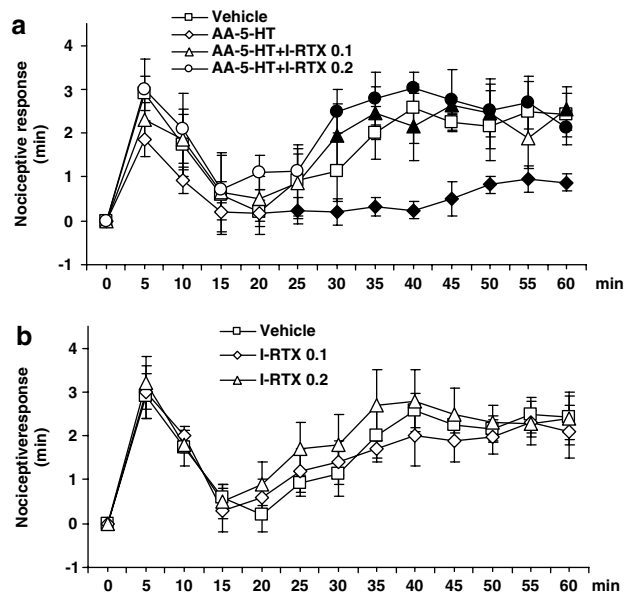 a
Vehicle
AA-5-HT
AA-5-HT+I-RTX 0.1
AA-5-HT+I-RTX 0.2
Nociceptive response
(min)
4
3
2
1
0
-1
0 5 10 15 20 25 30 35 40 45 50 55 60 min
b
Vehicle
I-RTX 0.1
I-RTX 0.2
Nociceptiveresponse
(min)
4
3
2
1
0
-1
0 5 10 15 20 25 30 35 40 45 50 55 60 min